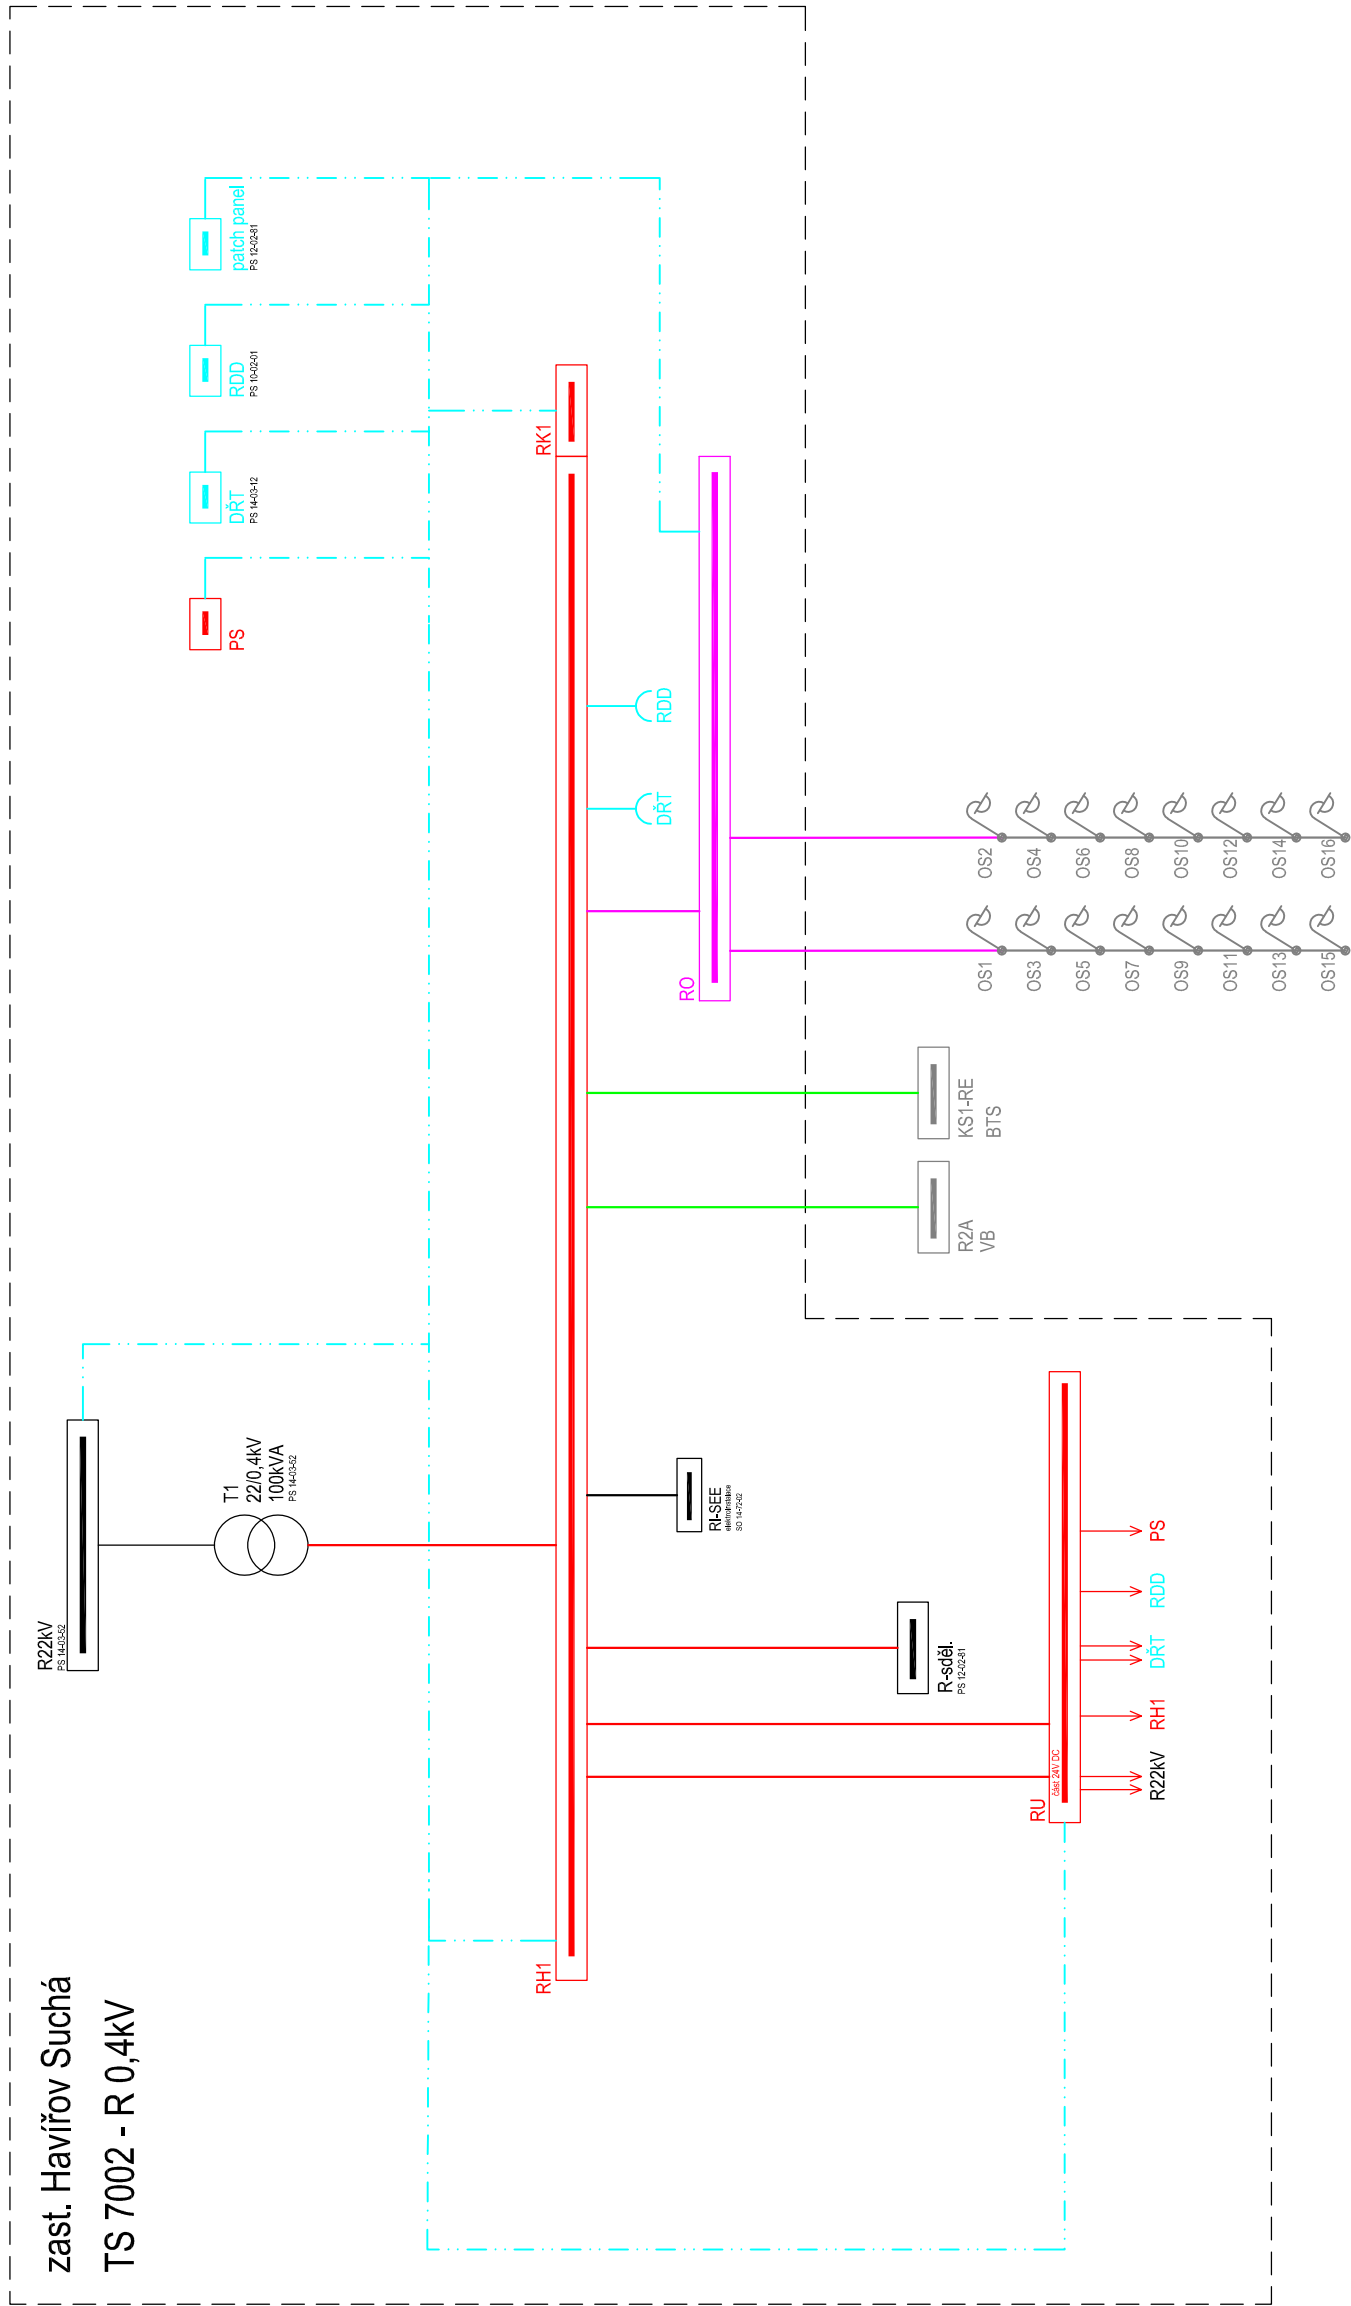 zast. Havířov Suchá
TS 7002 - R 0,4kV
R22kV
PS 14-03-52
T1
22/0,4kV
100kVA
PS 14-03-52
PS
DŘT
PS 14-03-12
RDD
PS 10-02-01
patch panel
PS 12-02-81
RH1
RK1
RI-SEE
elektroinstalace
SO 14-72-02
DŘT
RDD
RO
R-sděl.
PS 12-02-81
R2A
VB
KS1-RE
BTS
OS1
OS3
OS5
OS7
OS9
OS11
OS13
OS15
OS2
OS4
OS6
OS8
OS10
OS12
OS14
OS16
RU
část 24V DC
R22kV
RH1
DŘT
RDD
PS